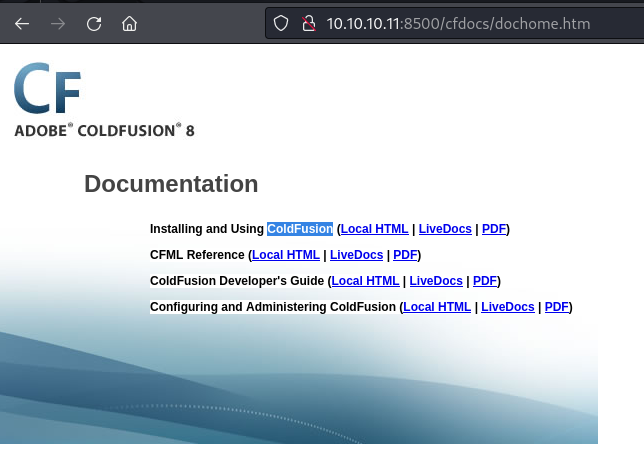 10.10.10.11:8500/cfdocs/dochome.htm
CF
ADOBE® COLDFUSION® 8
Documentation
Installing and Using ColdFusion (Local HTML | LiveDocs | PDF)
CFML Reference (Local HTML | LiveDocs | PDF)
ColdFusion Developer's Guide (Local HTML | LiveDocs | PDF)
Configuring and Administering ColdFusion (Local HTML | LiveDocs | PDF)